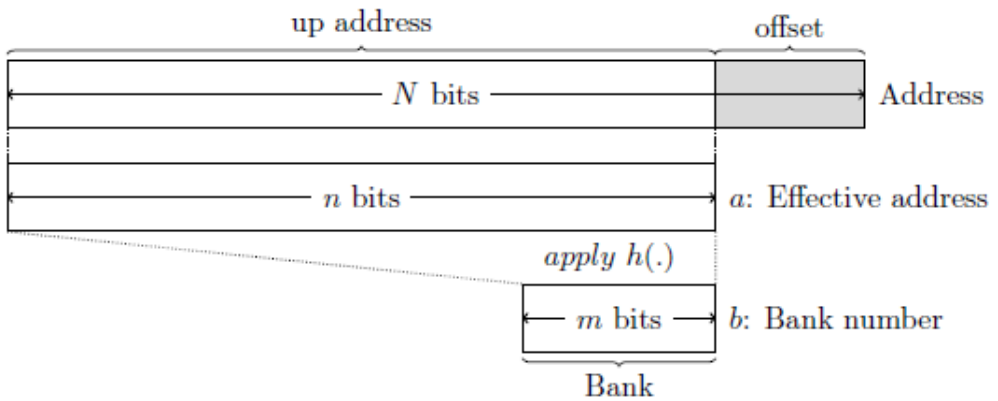 up address
offset
N bits
Address
n bits
a: Effective address
apply h(.)
m bits
b: Bank number
Bank